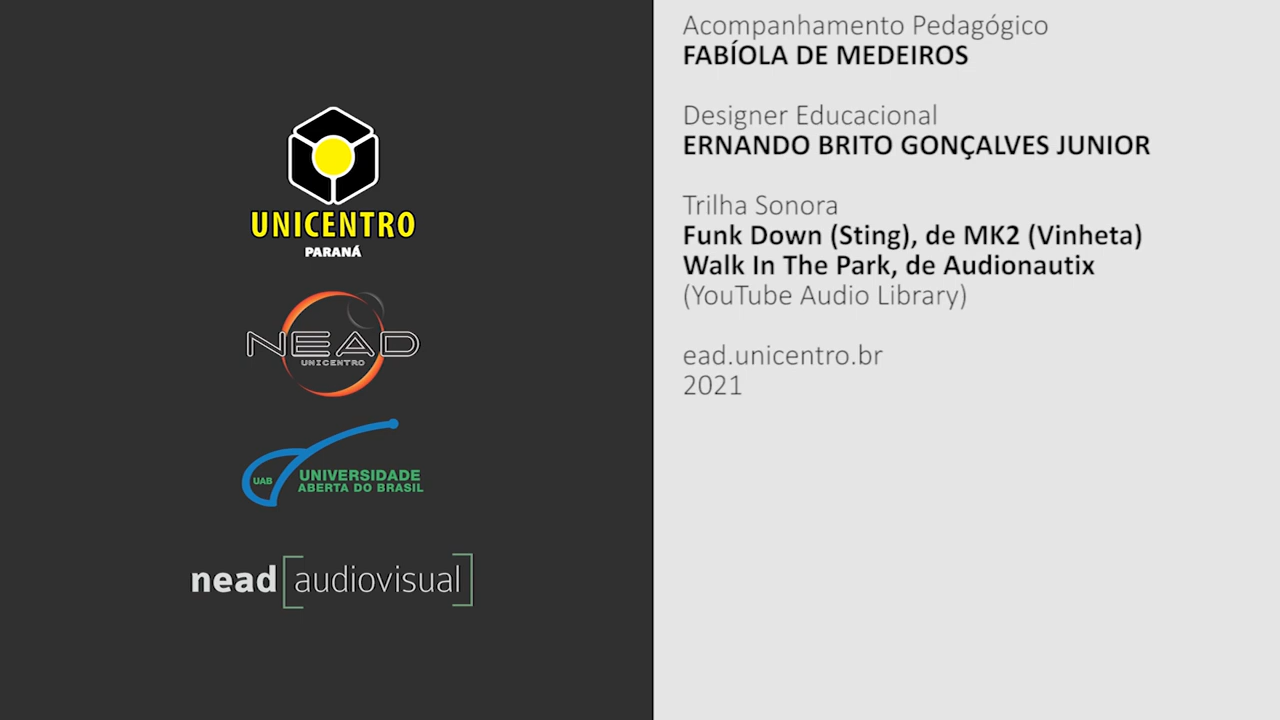 UNICENTRO
PARANÁ
NEAD
UNICENTRO
UAB
UNIVERSIDADE
ABERTA DO BRASIL
nead[audiovisual]
Acompanhamento Pedagógico
FABÍOLA DE MEDEIROS
Designer Educacional
ERNANDO BRITO GONÇALVES JUNIOR
Trilha Sonora
Funk Down (Sting), de MK2 (Vinheta)
Walk In The Park, de Audionautix
(YouTube Audio Library)
ead.unicentro.br
2021